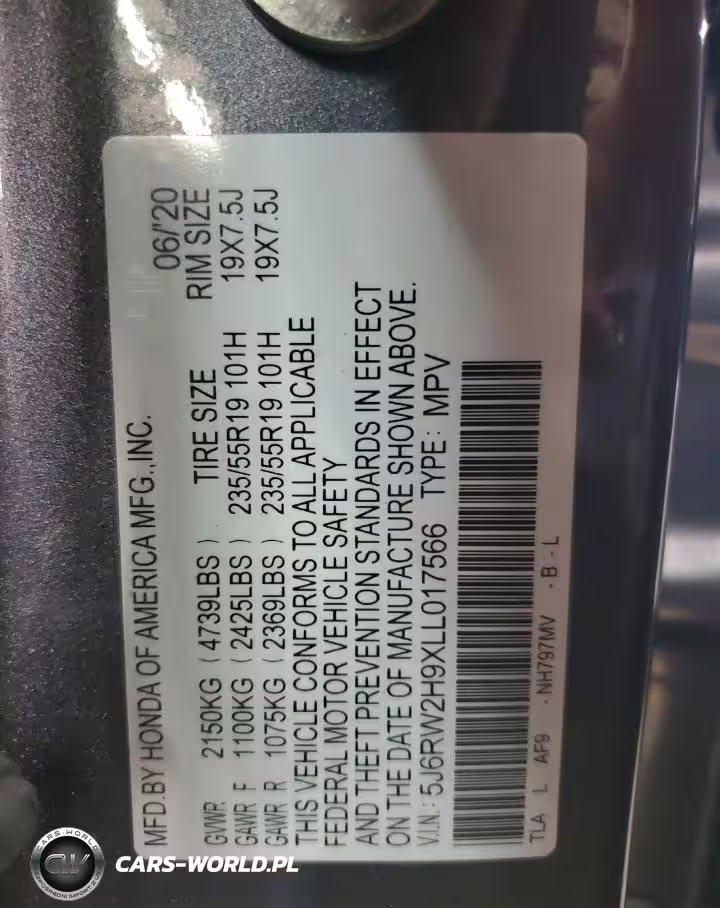 MFD.BY HONDA OF AMERICA MFG.,INC. 06/'20
GVWR 2150KG ( 4739LBS ) TIRE SIZE RIM SIZE
GAWR F 1100KG ( 2425LBS ) 235/55R19 101H 19X7.5J
GAWR R 1075KG ( 2369LBS ) 235/55R19 101H 19X7.5J
THIS VEHICLE CONFORMS TO ALL APPLICABLE
FEDERAL MOTOR VEHICLE SAFETY
AND THEFT PREVENTION STANDARDS IN EFFECT
ON THE DATE OF MANUFACTURE SHOWN ABOVE.
V.I.N.: 5J6RW2H9XLL017566 TYPE: MPV
TLA L AF9 - NH797MV - B - L
CARS-WORLD
CW
CARS-WORLD.PL